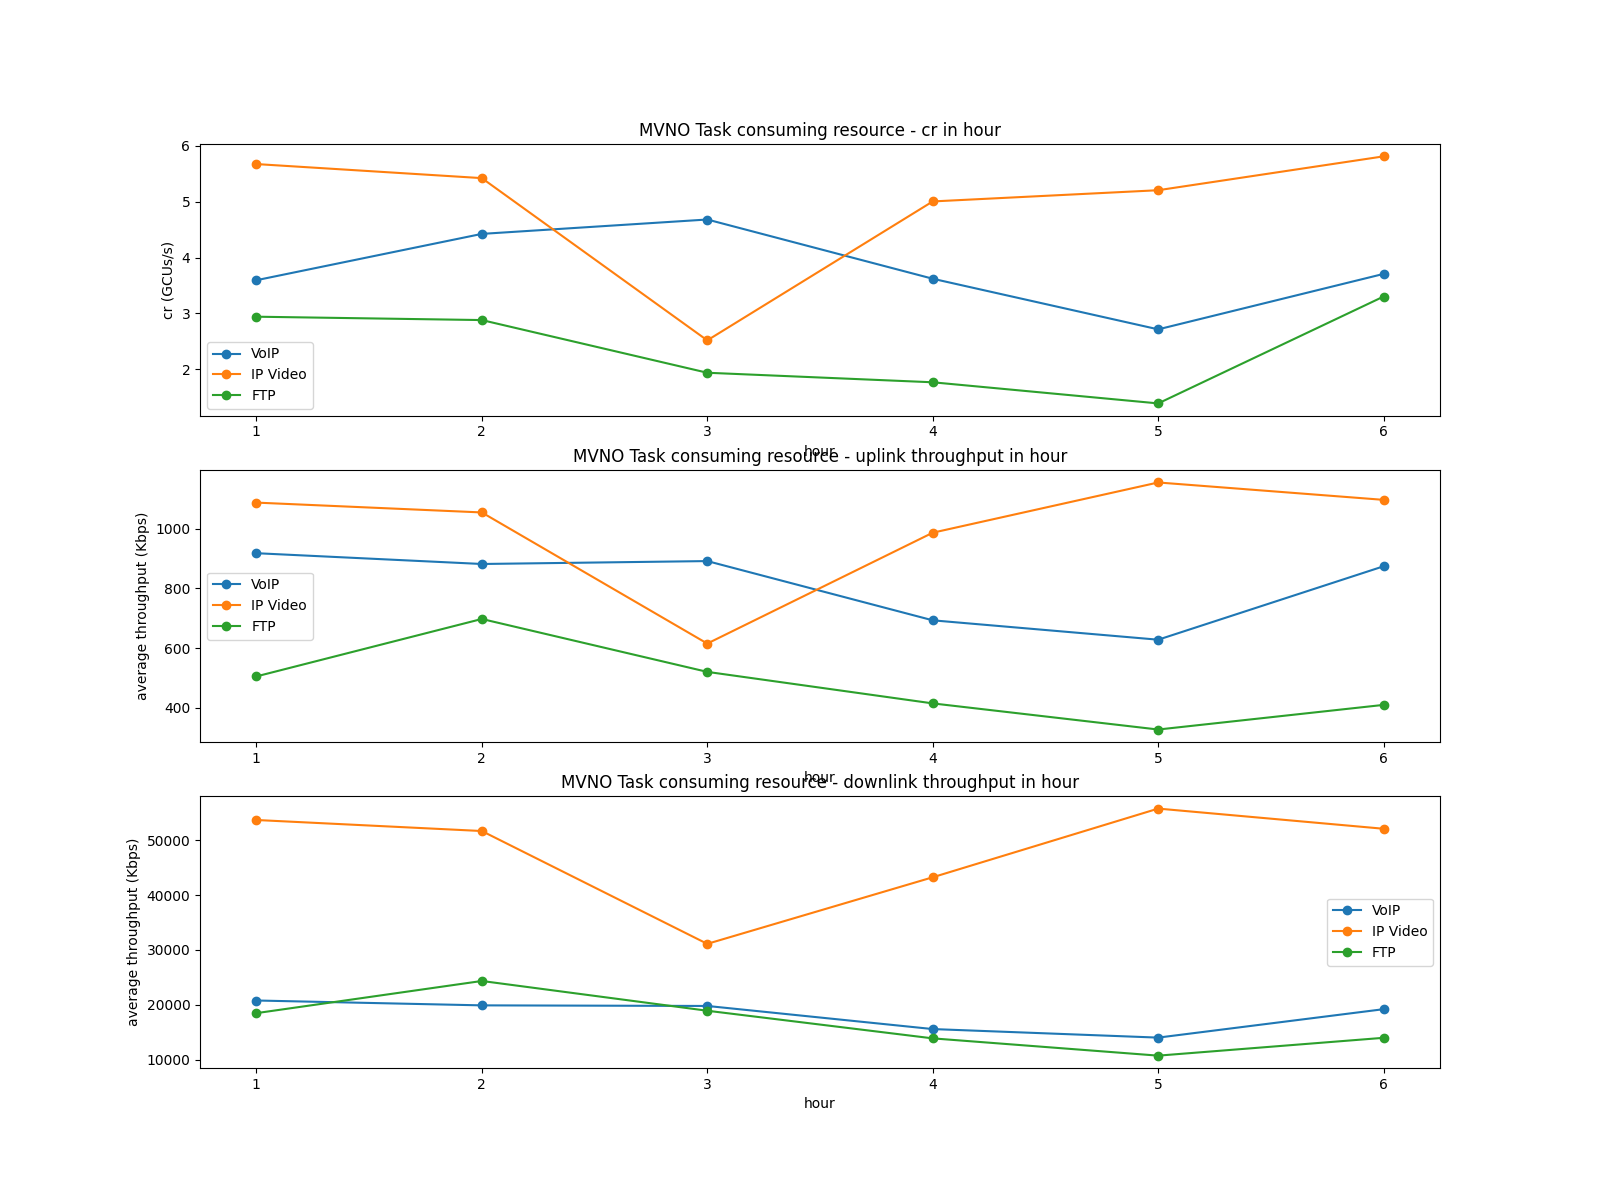 MVNO Task consuming resource - cr in hour
cr (GCUs/s)
6
5
4
3
2
VoIP
IP Video
FTP
1 2 3 4 5 6
hour
MVNO Task consuming resource - uplink throughput in hour
average throughput (Kbps)
1000
800
600
400
VoIP
IP Video
FTP
1 2 3 4 5 6
hour
MVNO Task consuming resource - downlink throughput in hour
average throughput (Kbps)
50000
40000
30000
20000
10000
VoIP
IP Video
FTP
1 2 3 4 5 6
hour